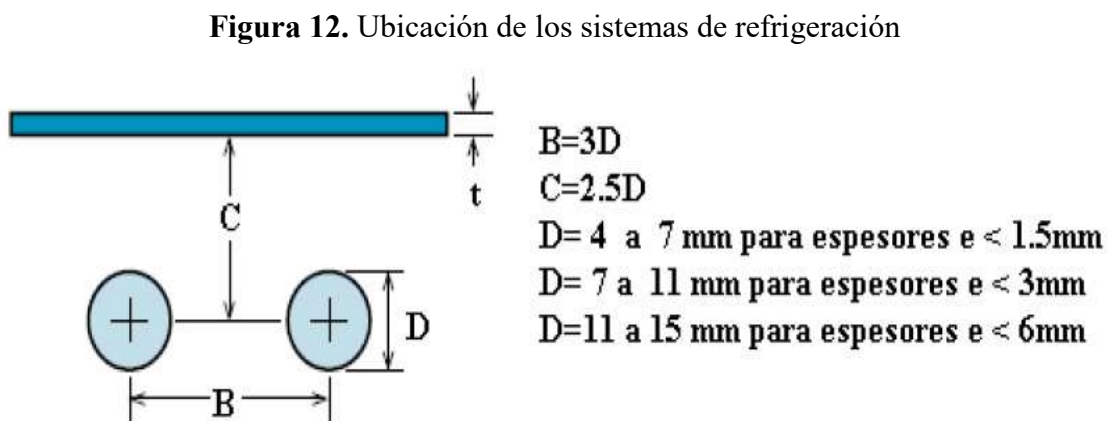 Figura 12. Ubicación de los sistemas de refrigeración
t
C
D
B
B=3D
C=2.5D
D= 4 a 7 mm para espesores e < 1.5mm
D= 7 a 11 mm para espesores e < 3mm
D=11 a 15 mm para espesores e < 6mm